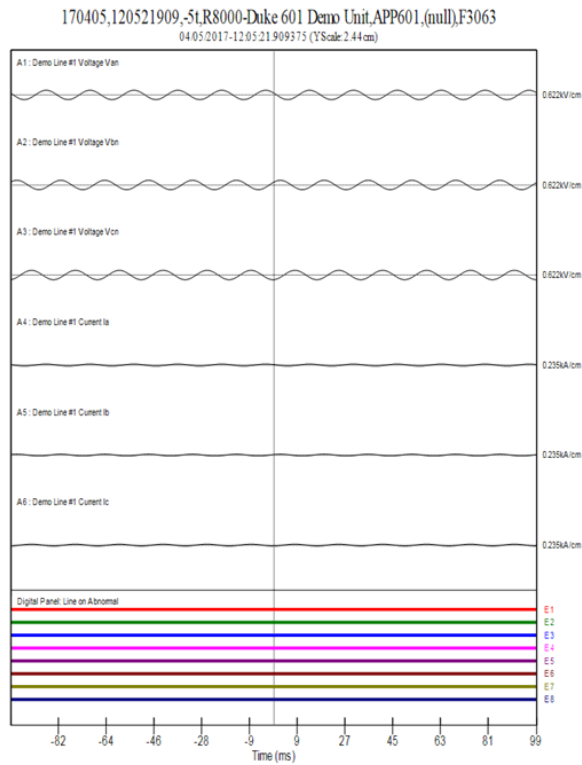 170405,120521909,-5t,R8000-Duke 601 Demo Unit,APP601,(null),F3063
04/05/2017-12:05:21.909375 (YScale:2.44cm)
A1 : Demo Line #1 Voltage Van
0.622kV/cm
A2 : Demo Line #1 Voltage Vbn
0.622kV/cm
A3 : Demo Line #1 Voltage Vcn
0.622kV/cm
A4 : Demo Line #1 Current Ia
0.235kA/cm
A5 : Demo Line #1 Current Ib
0.235kA/cm
A6 : Demo Line #1 Current Ic
0.235kA/cm
Digital Panel: Line on Abnormal
E1
E2
E3
E4
E5
E6
E7
E8
-82 -64 -46 -28 -9 9 27 45 63 81 99
Time (ms)